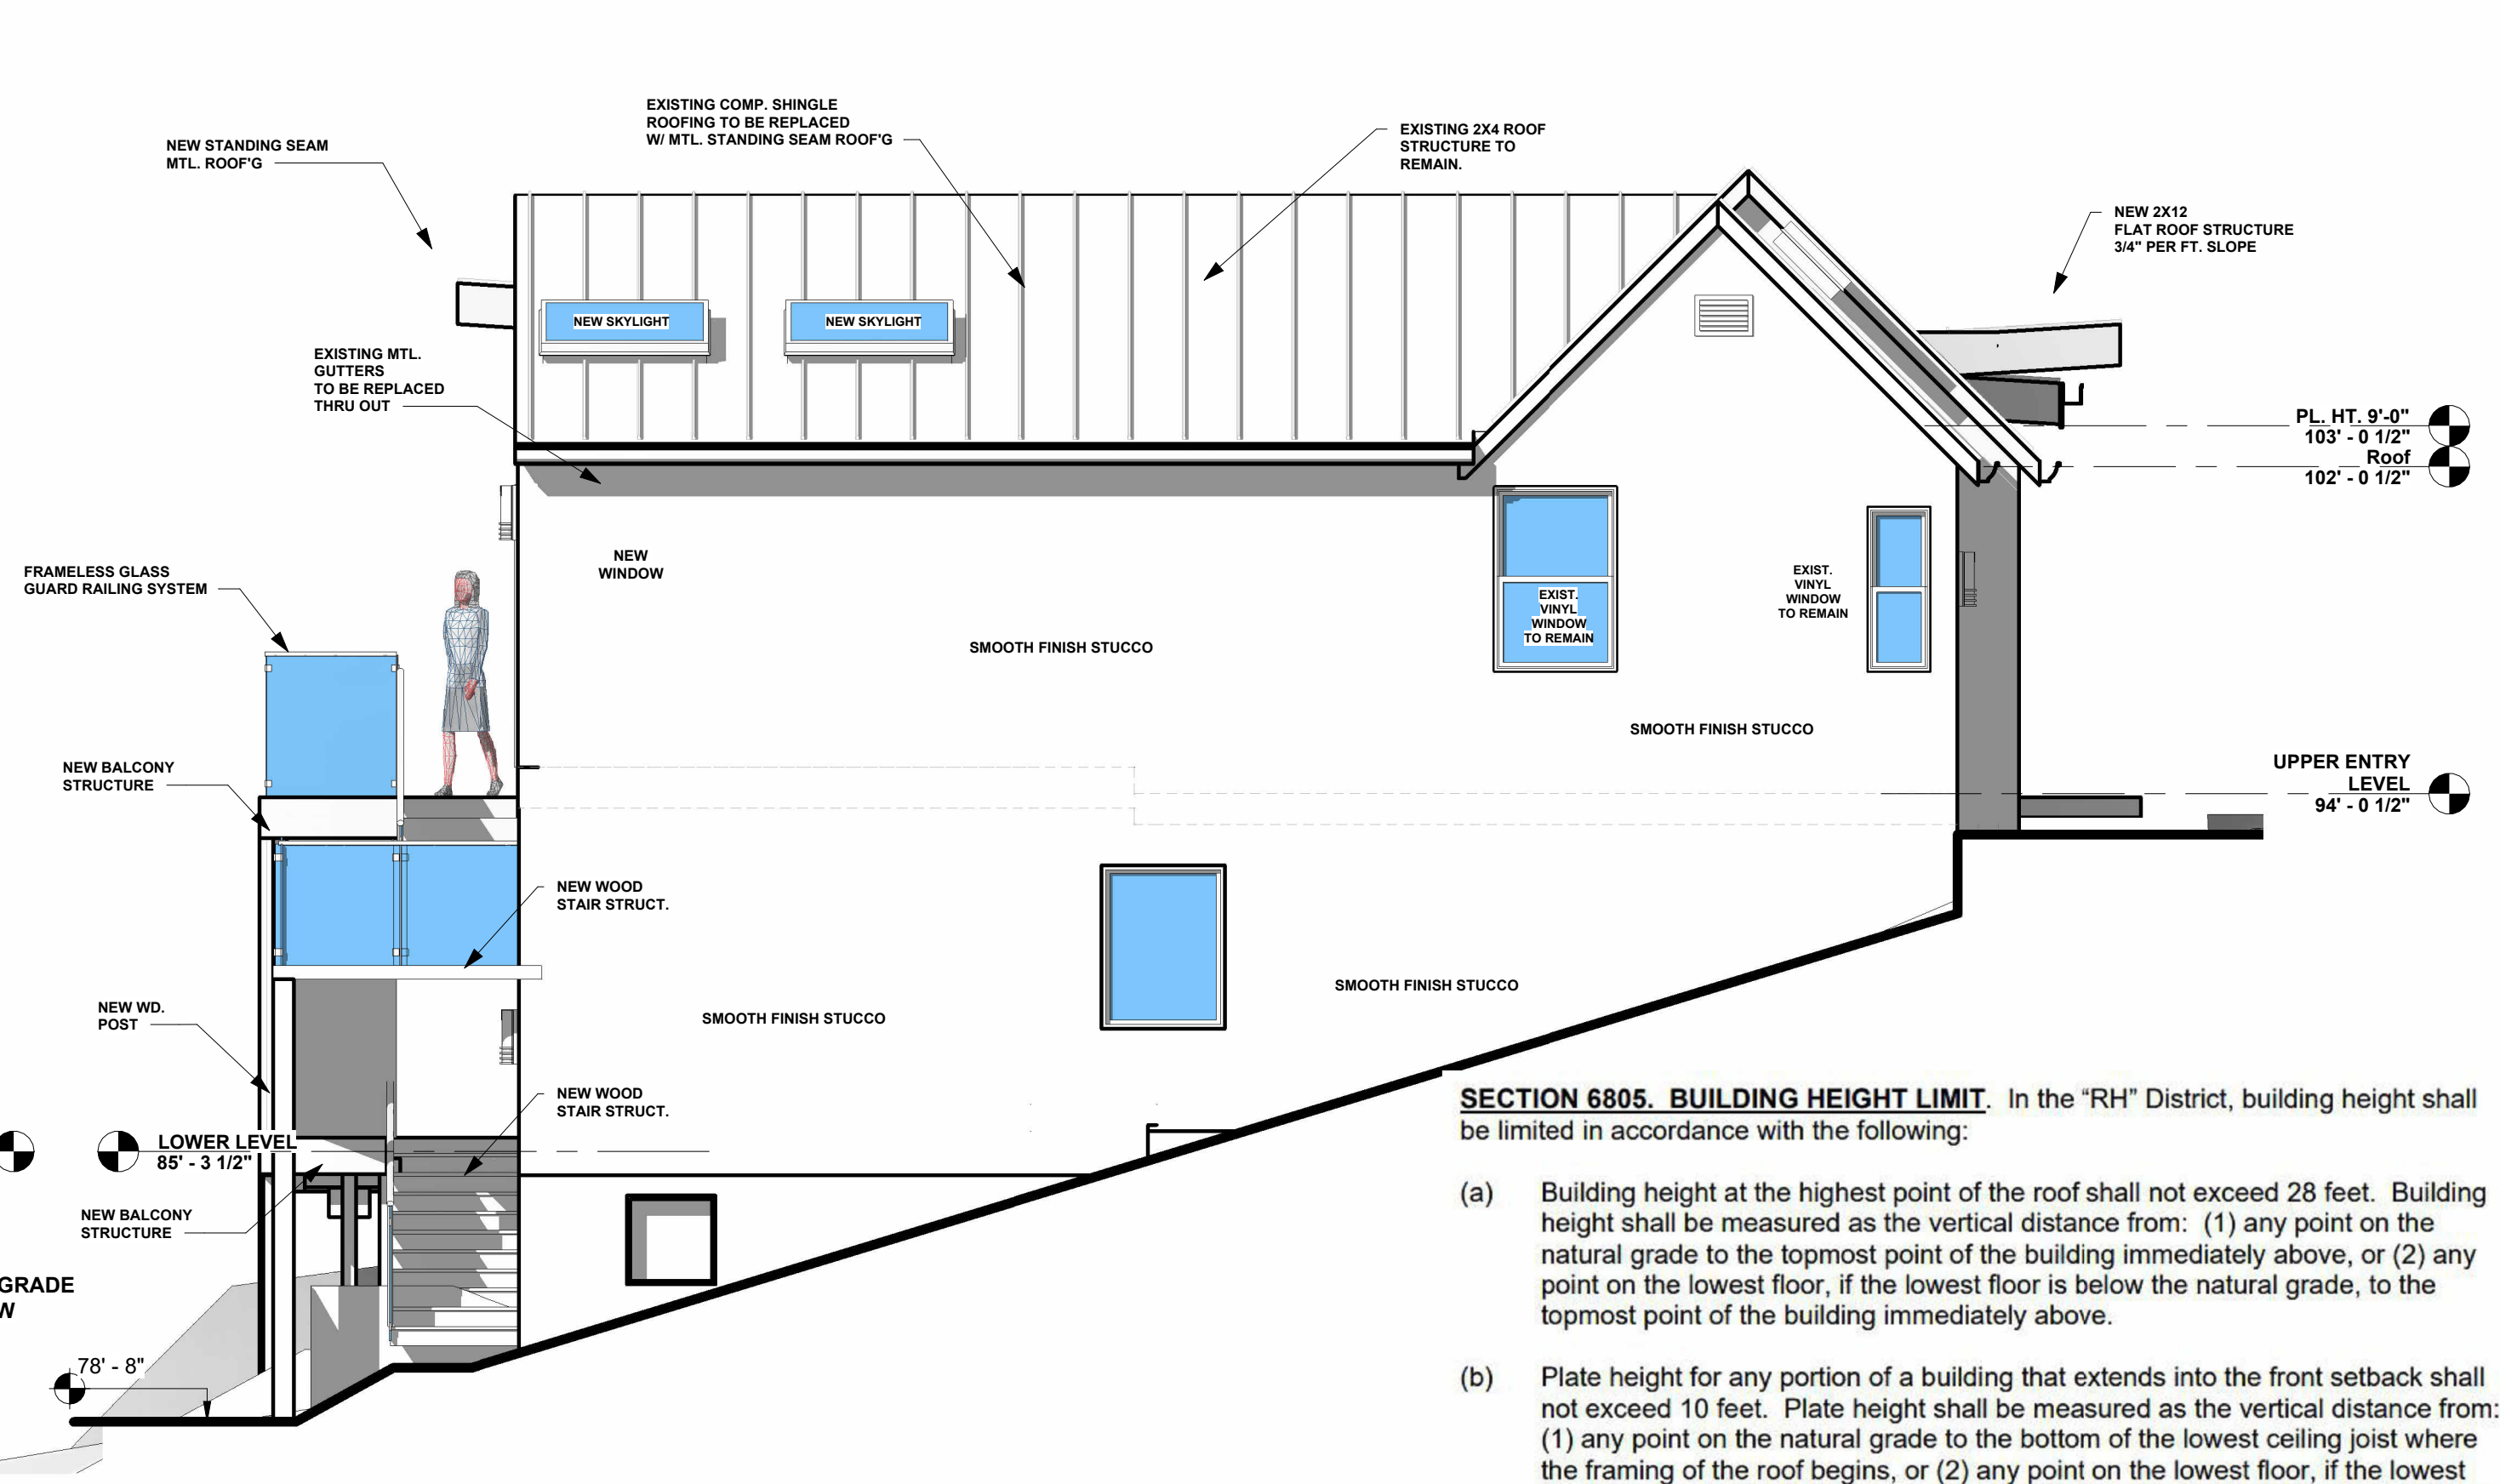 EXISTING COMP. SHINGLE
ROOFING TO BE REPLACED
W/ MTL. STANDING SEAM ROOF'G
NEW STANDING SEAM
MTL. ROOF'G
EXISTING 2X4 ROOF
STRUCTURE TO
REMAIN.
NEW 2X12
FLAT ROOF STRUCTURE
3/4" PER FT. SLOPE
NEW SKYLIGHT
NEW SKYLIGHT
EXISTING MTL.
GUTTERS
TO BE REPLACED
THRU OUT
PL. HT. 9'-0"
103' - 0 1/2"
Roof
102' - 0 1/2"
NEW
WINDOW
FRAMELESS GLASS
GUARD RAILING SYSTEM
EXIST.
VINYL
WINDOW
TO REMAIN
EXIST.
VINYL
WINDOW
TO REMAIN
SMOOTH FINISH STUCCO
SMOOTH FINISH STUCCO
NEW BALCONY
STRUCTURE
UPPER ENTRY
LEVEL
94' - 0 1/2"
NEW WOOD
STAIR STRUCT.
SMOOTH FINISH STUCCO
NEW WD.
POST
SMOOTH FINISH STUCCO
NEW WOOD
STAIR STRUCT.
LOWER LEVEL
85' - 3 1/2"
NEW BALCONY
STRUCTURE
GRADE
W
78' - 8"
SECTION 6805. BUILDING HEIGHT LIMIT. In the “RH” District, building height shall
be limited in accordance with the following:
(a) Building height at the highest point of the roof shall not exceed 28 feet. Building
height shall be measured as the vertical distance from: (1) any point on the
natural grade to the topmost point of the building immediately above, or (2) any
point on the lowest floor, if the lowest floor is below the natural grade, to the
topmost point of the building immediately above.
(b) Plate height for any portion of a building that extends into the front setback shall
not exceed 10 feet. Plate height shall be measured as the vertical distance from:
(1) any point on the natural grade to the bottom of the lowest ceiling joist where
the framing of the roof begins, or (2) any point on the lowest floor, if the lowest